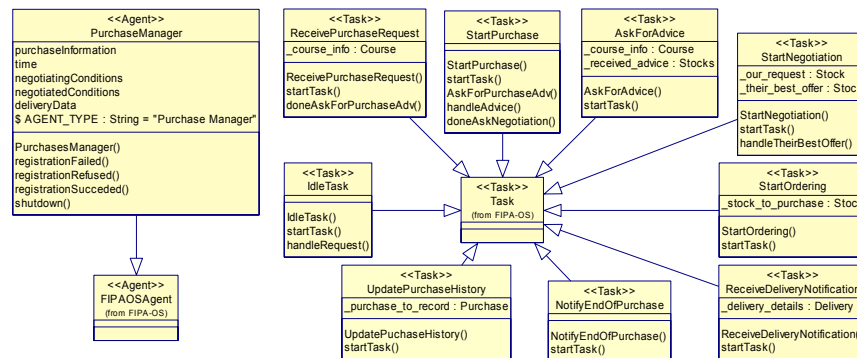 <<Agent>>
PurchaseManager
purchaseInformation
time
negotiatingConditions
negotiatedConditions
deliveryData
$ AGENT_TYPE : String = "Purchase Manager"
PurchasesManager()
registrationFailed()
registrationRefused()
registrationSucceded()
shutdown()
<<Agent>>
FIPAOSAgent
(from FIPA-OS)
<<Task>>
ReceivePurchaseRequest
_course_info : Course
ReceivePurchaseRequest()
startTask()
doneAskForPurchaseAdv()
<<Task>>
StartPurchase
StartPurchase()
startTask()
AskForPurchaseAdv()
handleAdvice()
doneAskNegotiation()
<<Task>>
AskForAdvice
_course_info : Course
_received_advice : Stocks
AskForAdvice()
startTask()
<<Task>>
StartNegotiation
_our_request : Stock
_their_best_offer : Stoc
StartNegotiation()
startTask()
handleTheirBestOffer()
<<Task>>
IdleTask
IdleTask()
startTask()
handleRequest()
<<Task>>
Task
(from FIPA-OS)
<<Task>>
StartOrdering
_stock_to_purchase : Stoc
StartOrdering()
startTask()
<<Task>>
UpdatePurchaseHistory
_purchase_to_record : Purchase
UpdatePuchaseHistory()
startTask()
<<Task>>
NotifyEndOfPurchase
NotifyEndOfPurchase()
startTask()
<<Task>>
ReceiveDeliveryNotification
_delivery_details : Delivery
ReceiveDeliveryNotification(
startTask()